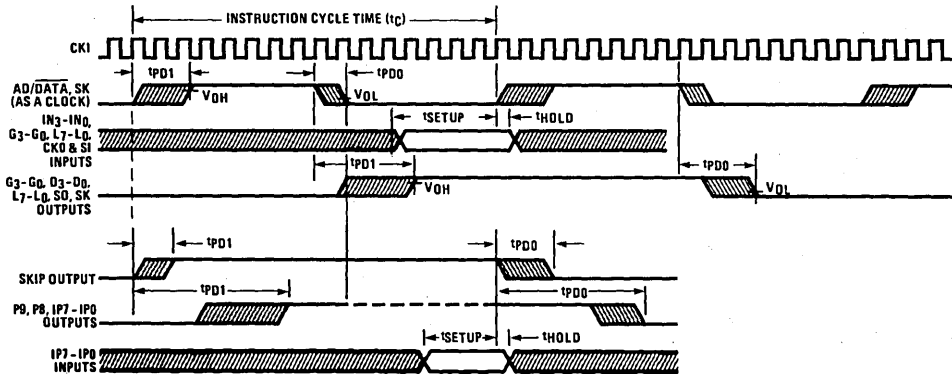 INSTRUCTION CYCLE TIME (tC)
CKI
tPD1
tPD0
AD/DATA, SK
(AS A CLOCK)
VOH
VOL
IN3-IN0,
G3-G0, L7-L0,
CKO & SI
INPUTS
tSETUP
tHOLD
tPD1
tPD0
G3-G0, D3-D0,
L7-L0, SO, SK
OUTPUTS
VOH
VOL
tPD1
tPD0
SKIP OUTPUT
tPD1
tPD0
P9, P8, IP7-IP0
OUTPUTS
tSETUP
tHOLD
IP7-IP0
INPUTS